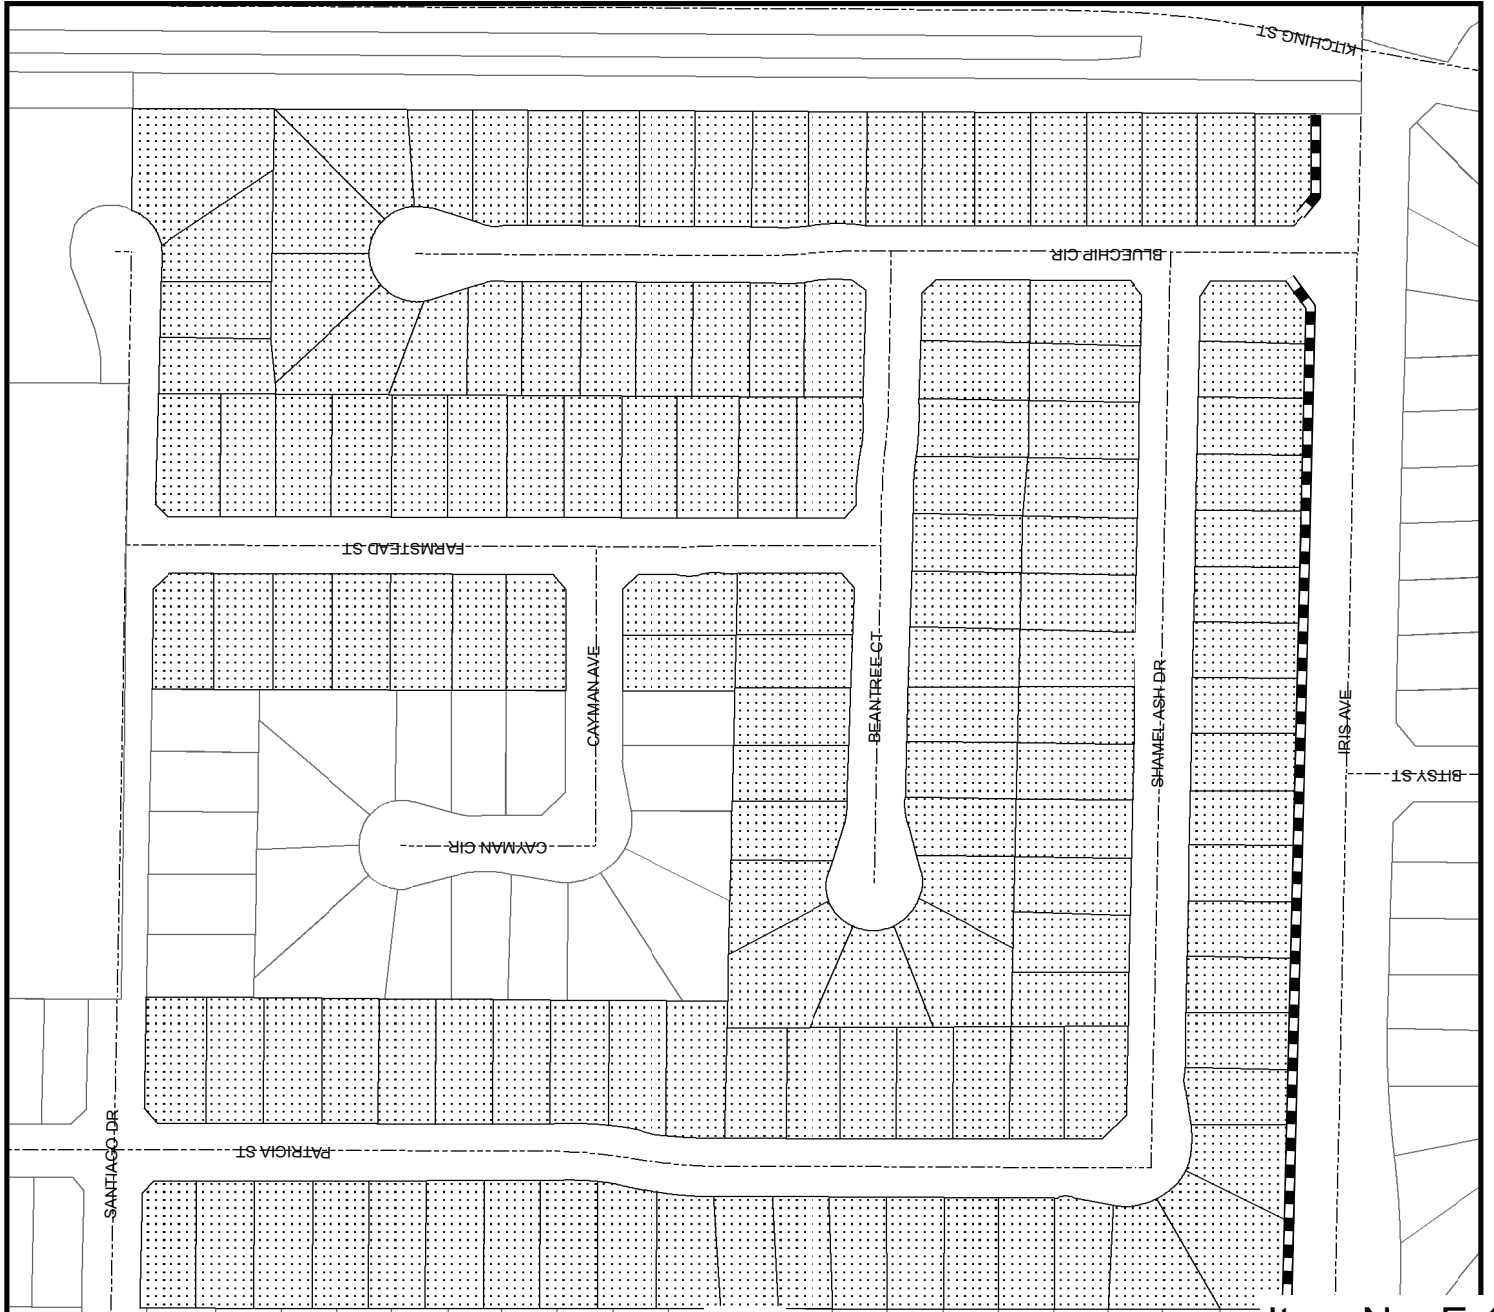 KITCHING ST
BLUECHIP CIR
FARMSTEAD ST
CAYMAN AVE
BEANTREE CT
SHAMEL ASH DR
IRIS AVE
BITSY ST
CAYMAN CIR
SANTIAGO DR
PATRICIA ST